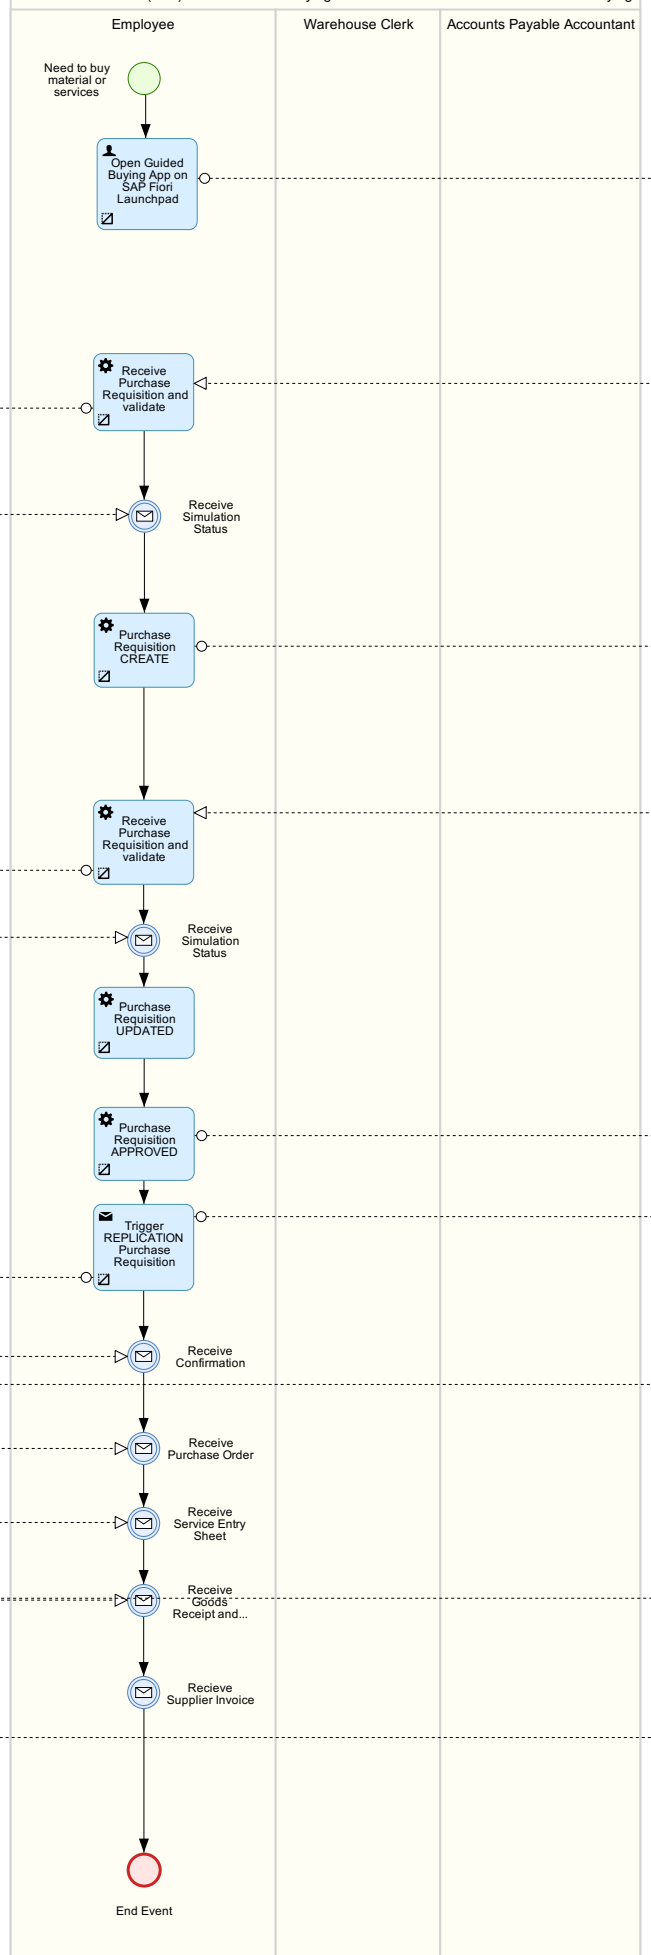 Employee
Warehouse Clerk
Accounts Payable Accountant
Need to buy
material or
services
Open Guided
Buying App on
SAP Fiori
Launchpad
Receive
Purchase
Requisition and
validate
Receive
Simulation
Status
Purchase
Requisition
CREATE
Receive
Purchase
Requisition and
validate
Receive
Simulation
Status
Purchase
Requisition
UPDATED
Purchase
Requisition
APPROVED
Trigger
REPLICATION
Purchase
Requisition
Receive
Confirmation
Receive
Purchase Order
Receive
Service Entry
Sheet
Receive
Goods
Receipt and...
Recieve
Supplier Invoice
End Event